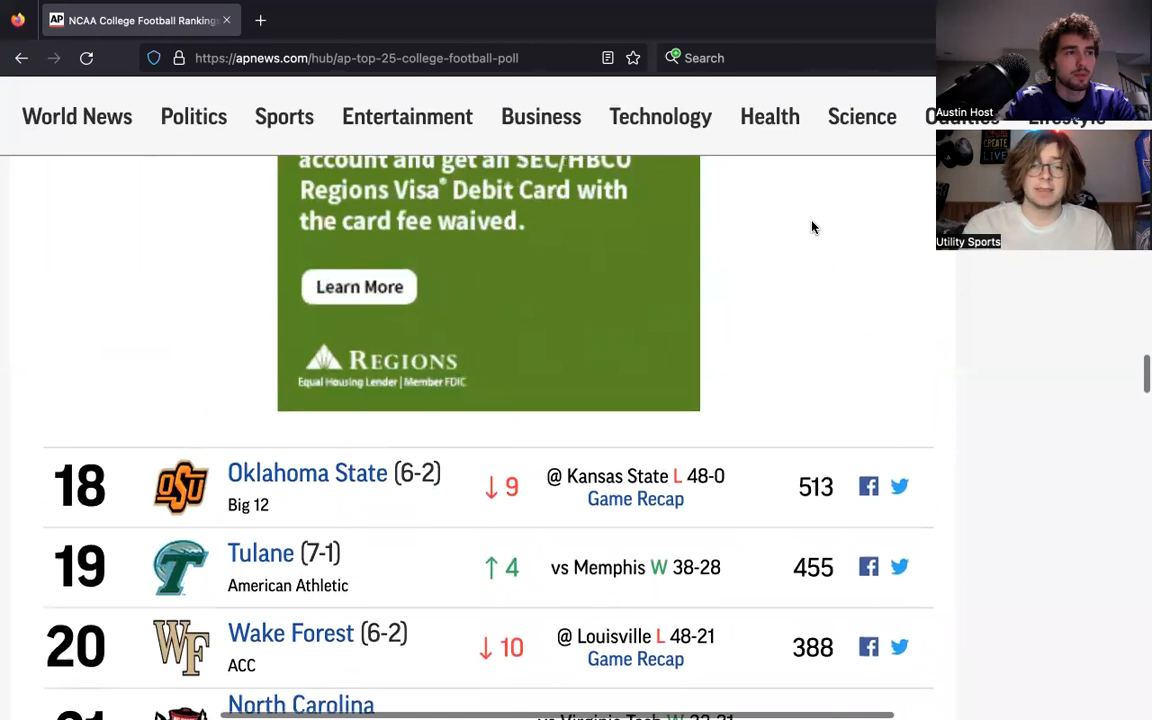 NCAA College Football Ranking
https://apnews.com/hub/ap-top-25-college-football-poll
Search
World News Politics Sports Entertainment Business Technology Health Science
Austin Host
CREATE
LIVE
Utility Sports
account and get an SEC/HBCU
Regions Visa® Debit Card with
the card fee waived.
Learn More
REGIONS
Equal Housing Lender | Member FDIC
18 OSU Oklahoma State (6-2) ↓ 9 @ Kansas State L 48-0 513
Big 12 Game Recap
19 T Tulane (7-1) ↑ 4 vs Memphis W 38-28 455
American Athletic
20 WF Wake Forest (6-2) ↓ 10 @ Louisville L 48-21 388
ACC Game Recap
North Carolina